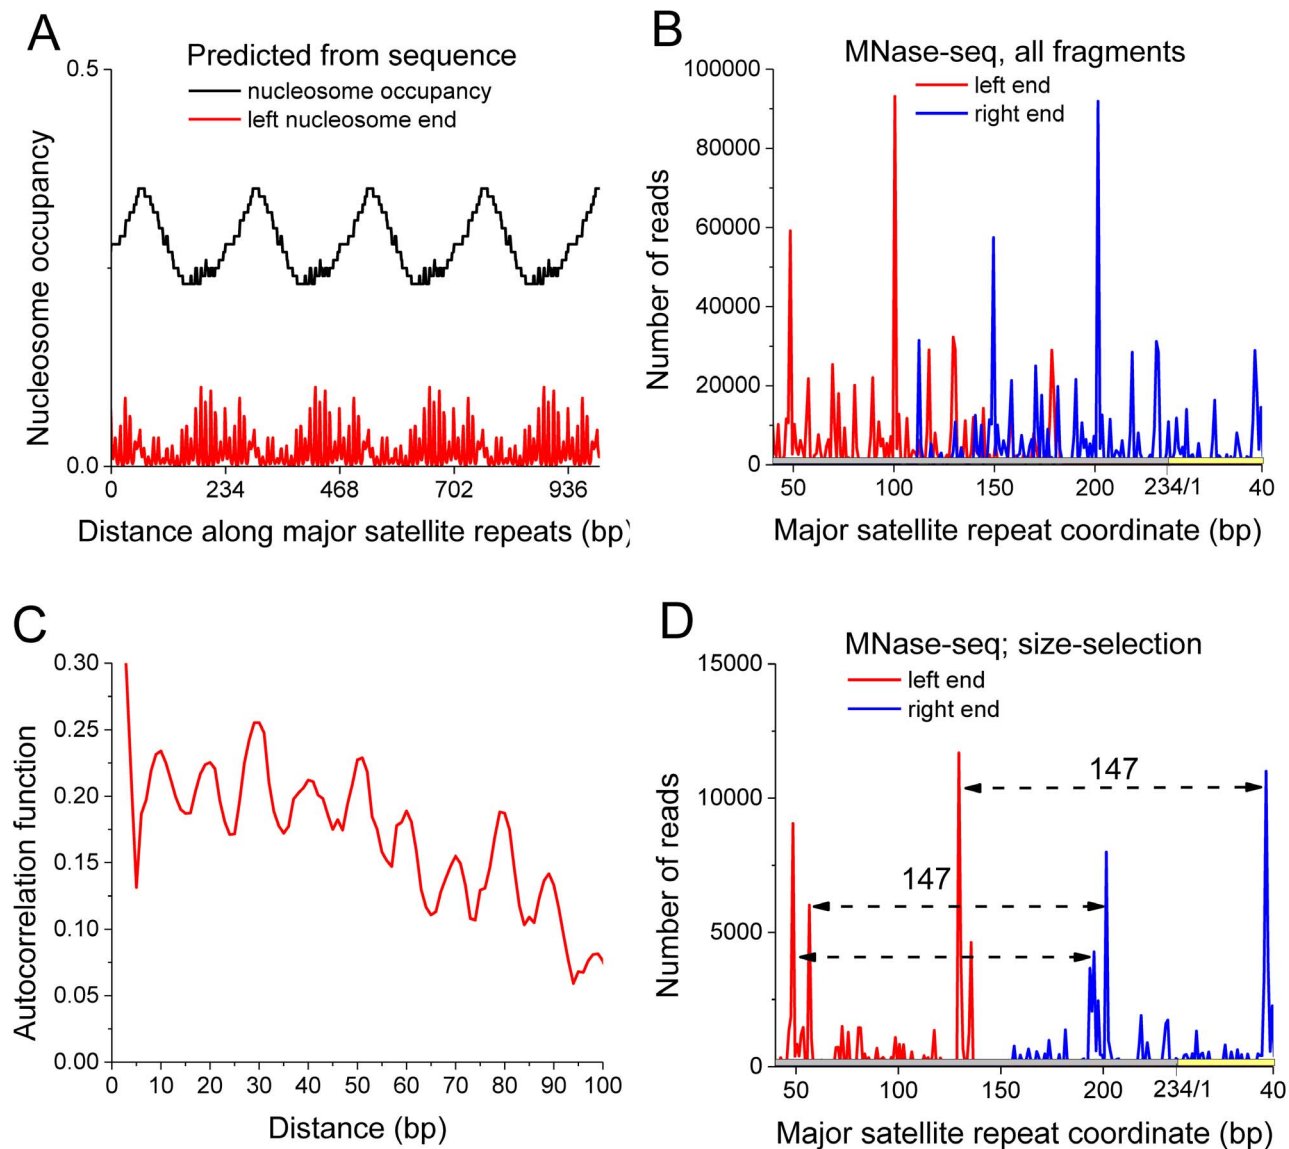 A
Predicted from sequence
nucleosome occupancy
left nucleosome end
Nucleosome occupancy
0.5
0.0
0 234 468 702 936
Distance along major satellite repeats (bp)
B
MNase-seq, all fragments
left end
right end
Number of reads
100000
80000
60000
40000
20000
0
50 100 150 200 234/1 40
Major satellite repeat coordinate (bp)
C
Autocorrelation function
0.30
0.25
0.20
0.15
0.10
0.05
0.00
0 10 20 30 40 50 60 70 80 90 100
Distance (bp)
D
MNase-seq; size-selection
left end
right end
Number of reads
15000
10000
5000
0
147
147
50 100 150 200 234/1 40
Major satellite repeat coordinate (bp)